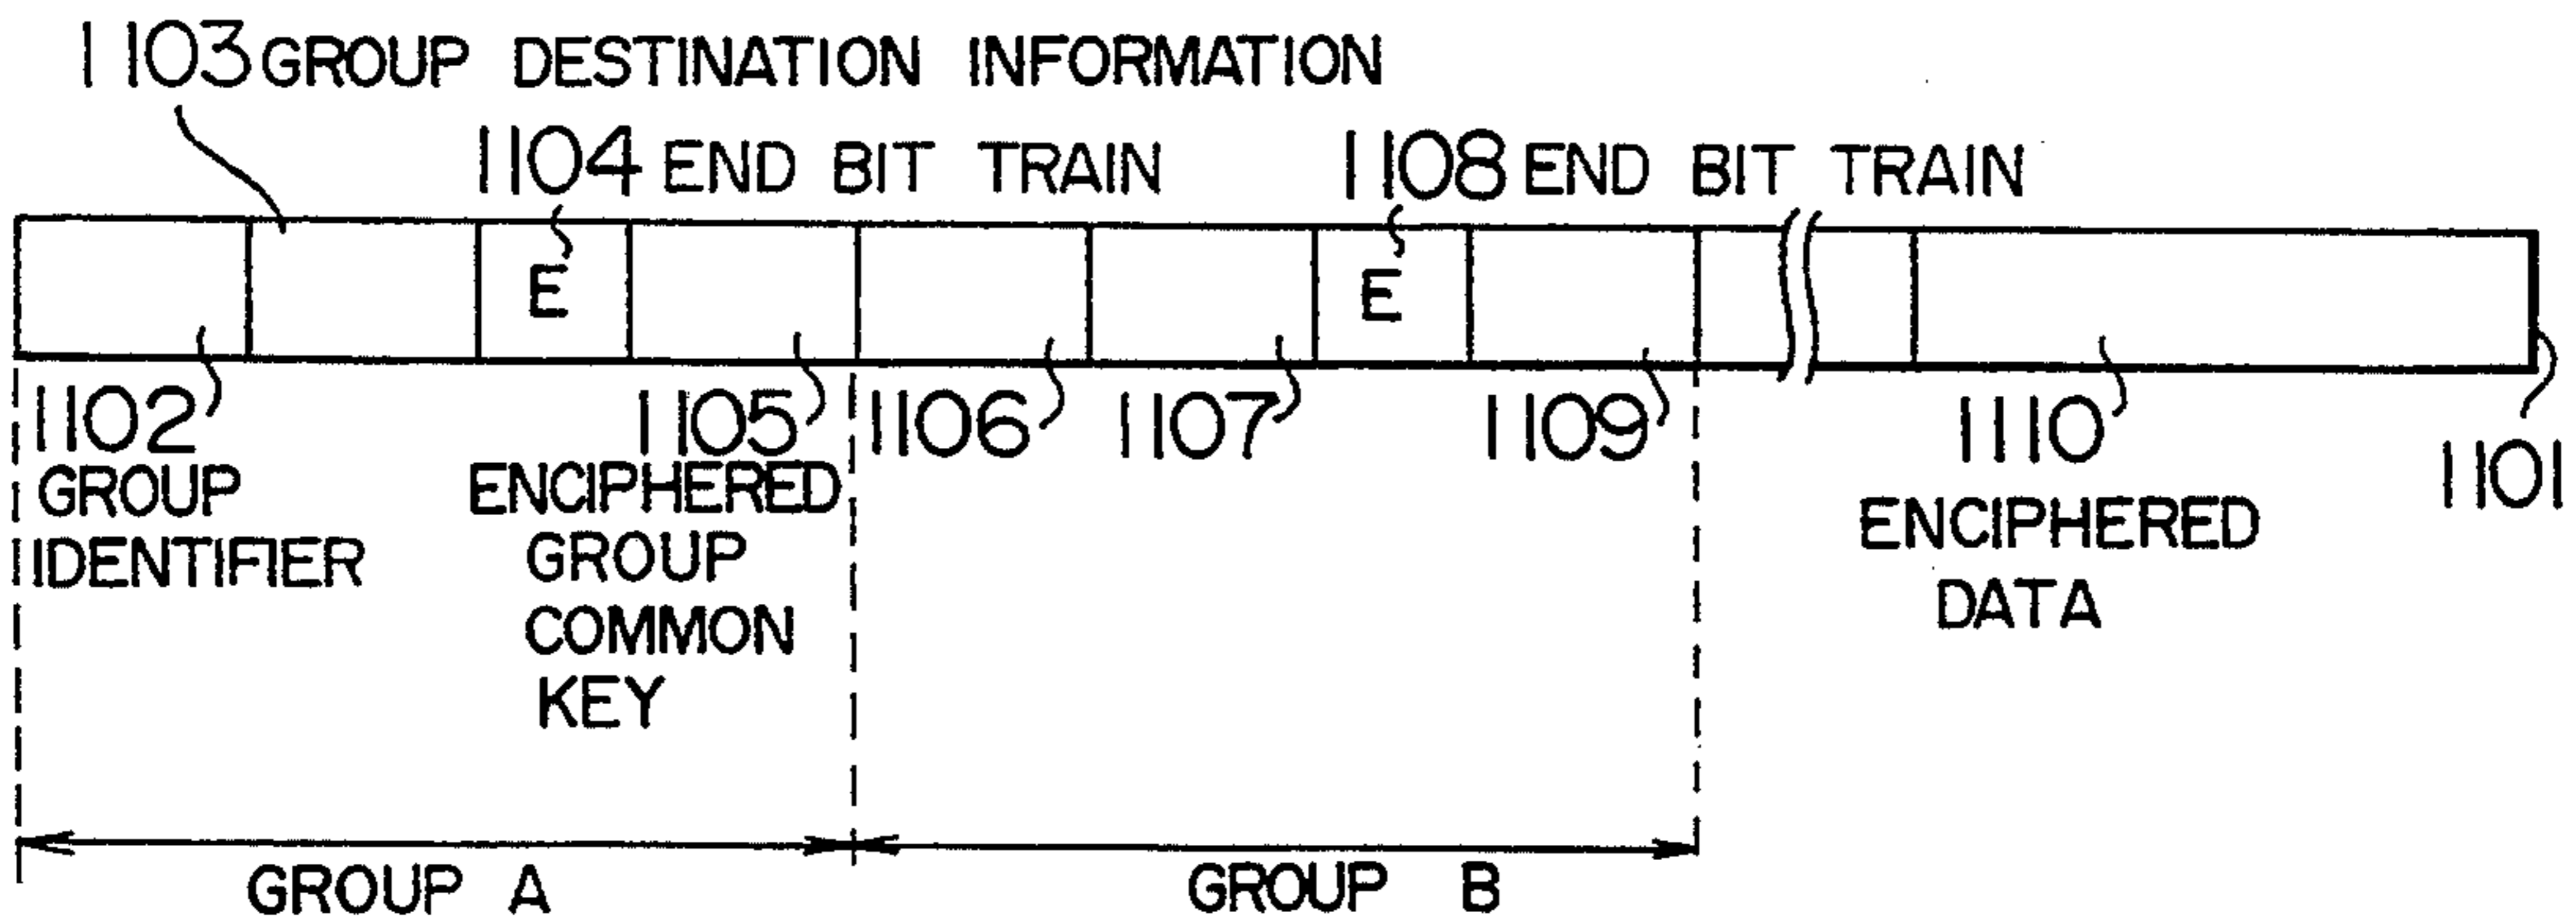 1103 GROUP DESTINATION INFORMATION
1104 END BIT TRAIN
1108 END BIT TRAIN
E
E
1102
GROUP
IDENTIFIER
1105
ENCIPHERED
GROUP
COMMON
KEY
1106
1107
1109
1110
ENCIPHERED
DATA
1101
GROUP A
GROUP B